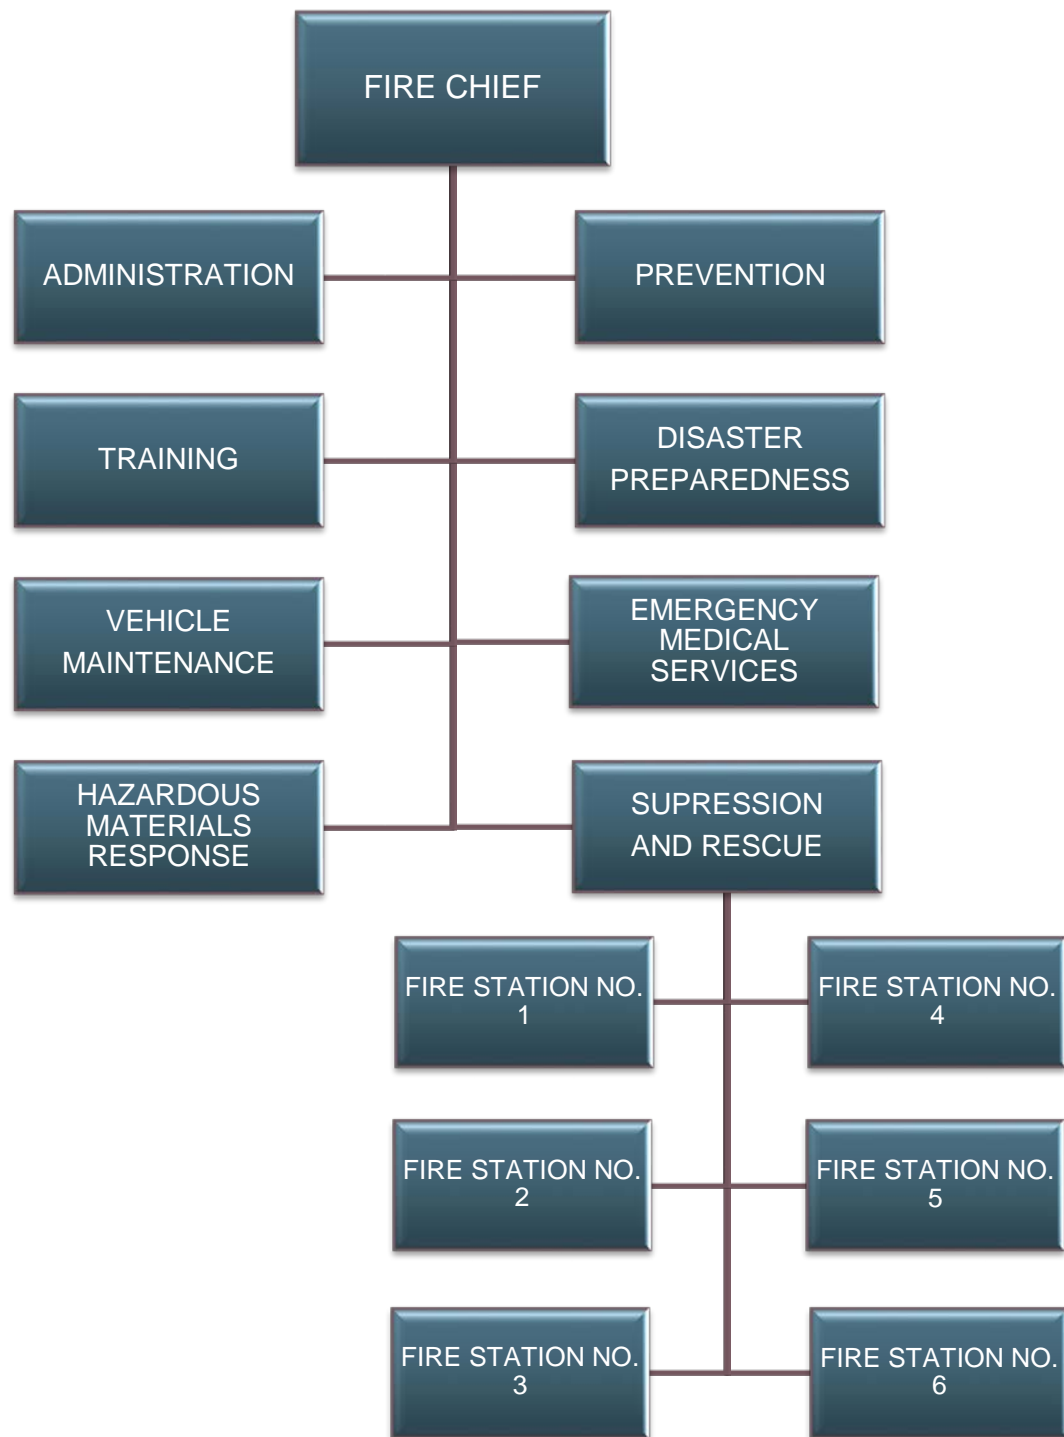 FIRE CHIEF
ADMINISTRATION
PREVENTION
TRAINING
DISASTER
PREPAREDNESS
VEHICLE
MAINTENANCE
EMERGENCY
MEDICAL
SERVICES
HAZARDOUS
MATERIALS
RESPONSE
SUPRESSION
AND RESCUE
FIRE STATION NO.
1
FIRE STATION NO.
4
FIRE STATION NO.
2
FIRE STATION NO.
5
FIRE STATION NO.
3
FIRE STATION NO.
6